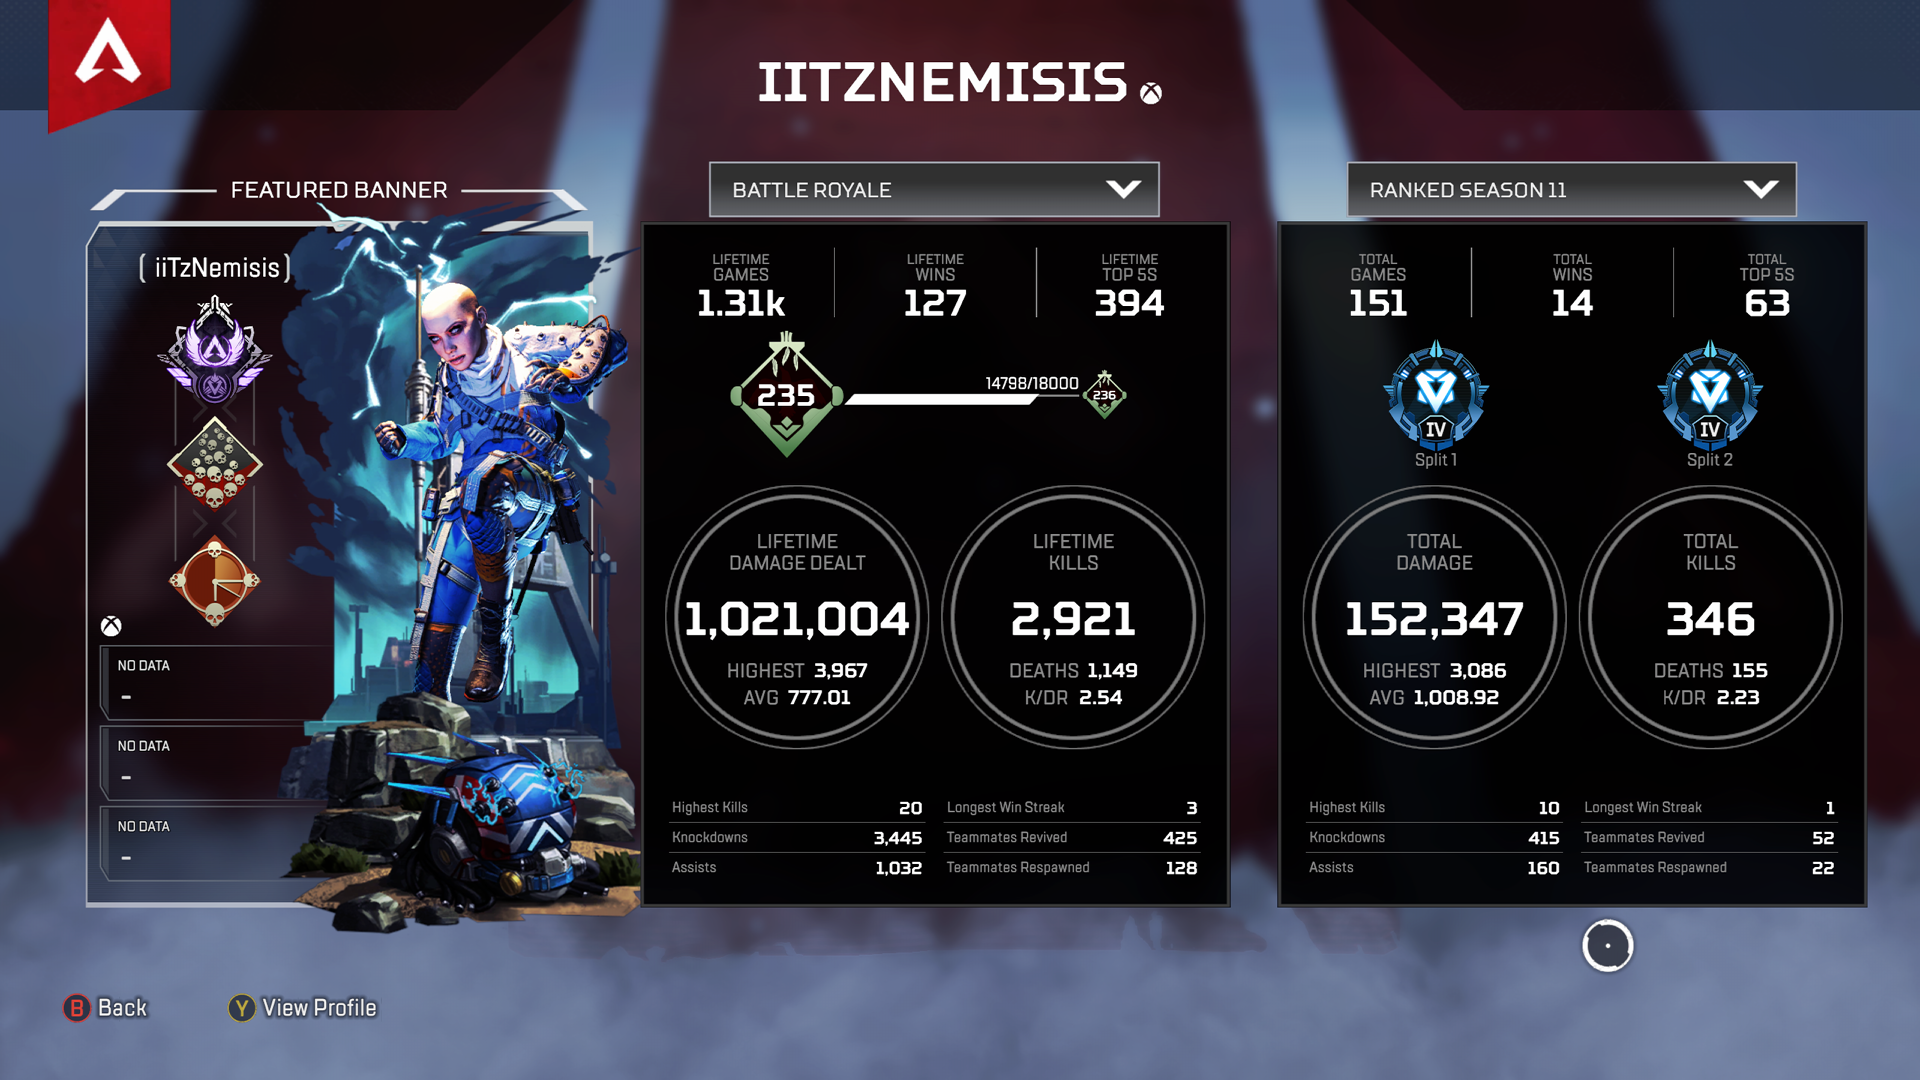 IITZNEMISIS
FEATURED BANNER
BATTLE ROYALE
RANKED SEASON 11
iiTzNemisis
NO DATA
-
NO DATA
-
NO DATA
-
LIFETIME GAMES
1.31k
LIFETIME WINS
127
LIFETIME TOP 5S
394
235
14798/18000
236
LIFETIME
DAMAGE DEALT
1,021,004
HIGHEST 3,967
AVG 777.01
LIFETIME
KILLS
2,921
DEATHS 1,149
K/DR 2.54
Highest Kills 20
Knockdowns 3,445
Assists 1,032
Longest Win Streak 3
Teammates Revived 425
Teammates Respawned 128
TOTAL GAMES
151
TOTAL WINS
14
TOTAL TOP 5S
63
IV
Split 1
IV
Split 2
TOTAL
DAMAGE
152,347
HIGHEST 3,086
AVG 1,008.92
TOTAL
KILLS
346
DEATHS 155
K/DR 2.23
Highest Kills 10
Knockdowns 415
Assists 160
Longest Win Streak 1
Teammates Revived 52
Teammates Respawned 22
B Back
Y View Profile